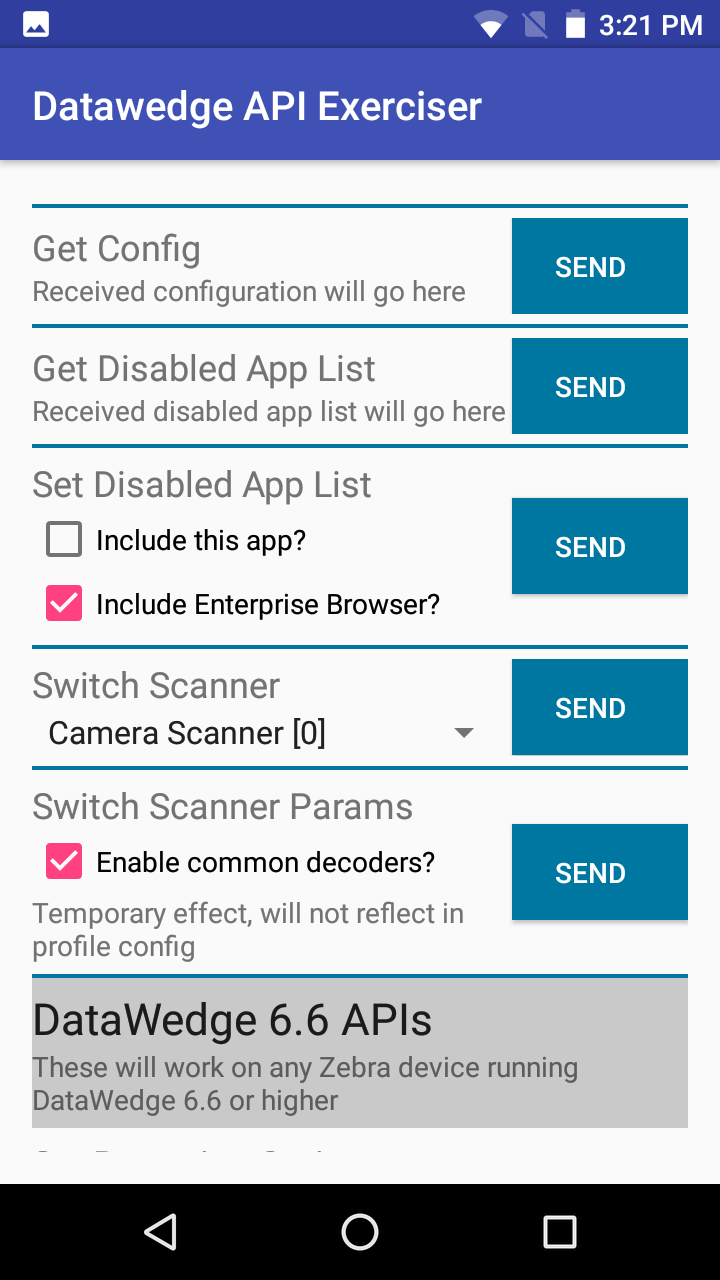 3:21 PM
Datawedge API Exerciser
Get Config
Received configuration will go here
SEND
Get Disabled App List
Received disabled app list will go here
SEND
Set Disabled App List
Include this app?
Include Enterprise Browser?
SEND
Switch Scanner
Camera Scanner [0]
SEND
Switch Scanner Params
Enable common decoders?
Temporary effect, will not reflect in
profile config
SEND
DataWedge 6.6 APIs
These will work on any Zebra device running
DataWedge 6.6 or higher